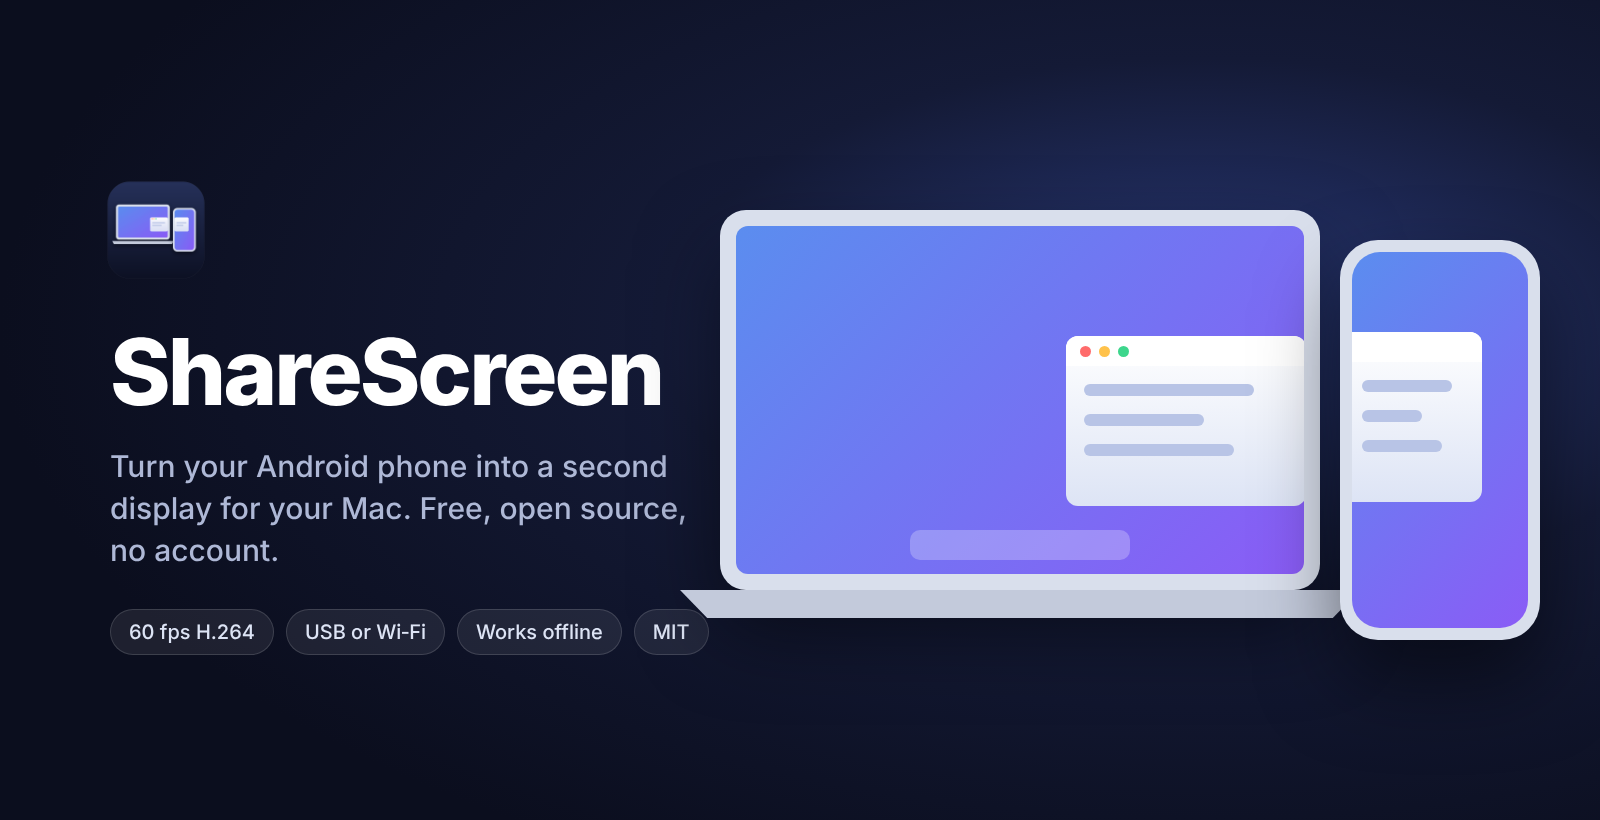 ShareScreen
Turn your Android phone into a second
display for your Mac. Free, open source,
no account.
60 fps H.264
USB or Wi-Fi
Works offline
MIT